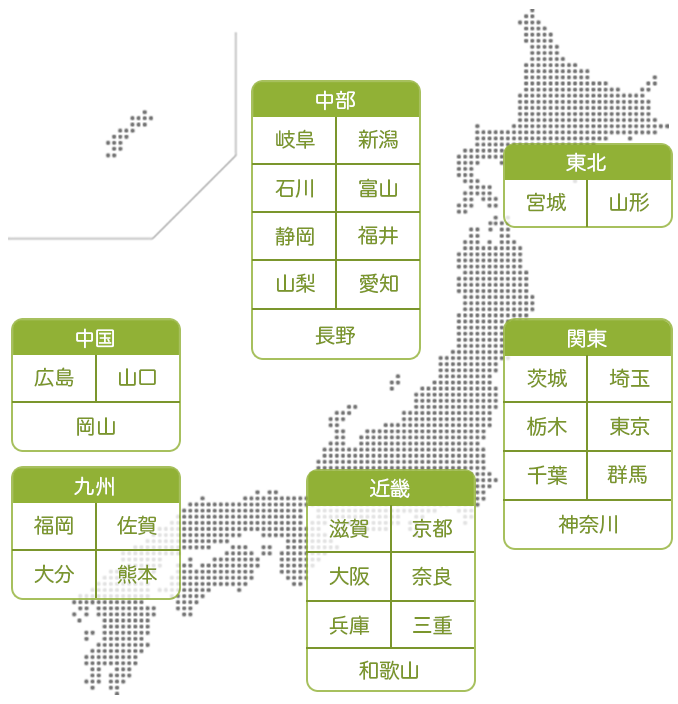 中部
岐阜 新潟
石川 富山
静岡 福井
山梨 愛知
長野
東北
宮城 山形
中国
広島 山口
岡山
関東
茨城 埼玉
栃木 東京
千葉 群馬
神奈川
九州
福岡 佐賀
大分 熊本
近畿
滋賀 京都
大阪 奈良
兵庫 三重
和歌山